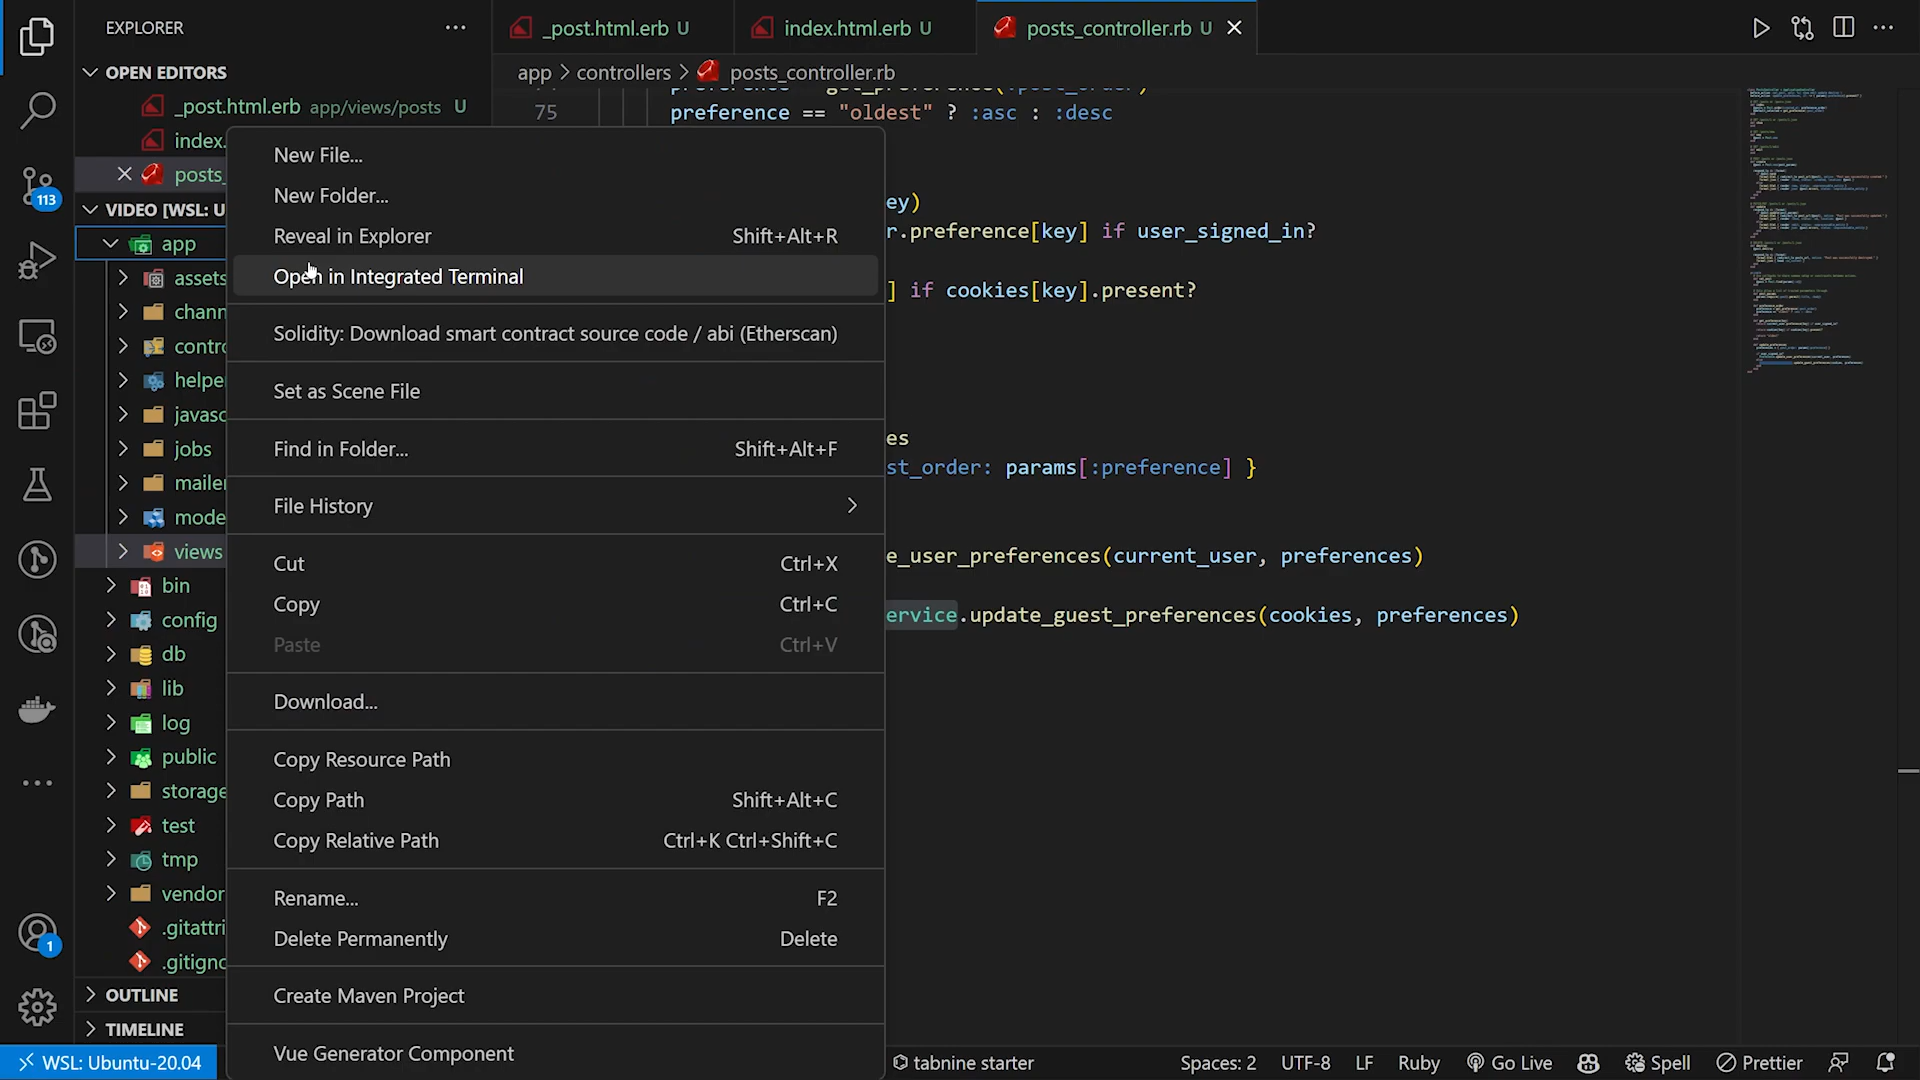 EXPLORER
_post.html.erb U
index.html.erb U
posts_controller.rb U
OPEN EDITORS
_post.html.erb app/views/posts U
index.
posts_
app > controllers > posts_controller.rb
75 preference == "oldest" ? :asc : :desc
VIDEO [WSL: U
app
assets
chann
contro
helper
javasc
jobs
mailer
mode
views
bin
config
db
lib
log
public
storage
test
tmp
vendor
.gitattri
.gitigno
OUTLINE
TIMELINE
113
1
New File...
New Folder...
Reveal in Explorer Shift+Alt+R
Open in Integrated Terminal
Solidity: Download smart contract source code / abi (Etherscan)
Set as Scene File
Find in Folder... Shift+Alt+F
File History
Cut Ctrl+X
Copy Ctrl+C
Paste Ctrl+V
Download...
Copy Resource Path
Copy Path Shift+Alt+C
Copy Relative Path Ctrl+K Ctrl+Shift+C
Rename... F2
Delete Permanently Delete
Create Maven Project
Vue Generator Component
ey)
r.preference[key] if user_signed_in?
] if cookies[key].present?
es
st_order: params[:preference] }
e_user_preferences(current_user, preferences)
ervice.update_guest_preferences(cookies, preferences)
WSL: Ubuntu-20.04
tabnine starter
Spaces: 2
UTF-8
LF
Ruby
Go Live
Spell
Prettier